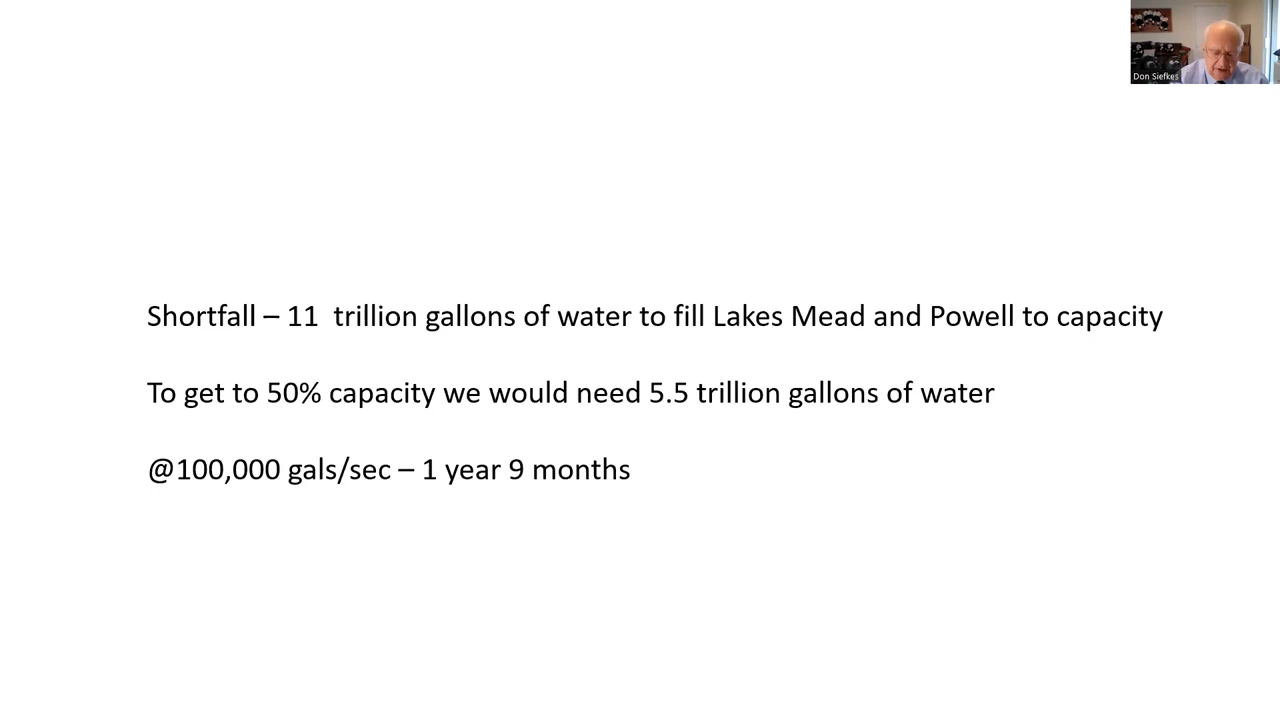 Don Siefkes
Shortfall – 11  trillion gallons of water to fill Lakes Mead and Powell to capacity
To get to 50% capacity we would need 5.5 trillion gallons of water
@100,000 gals/sec – 1 year 9 months